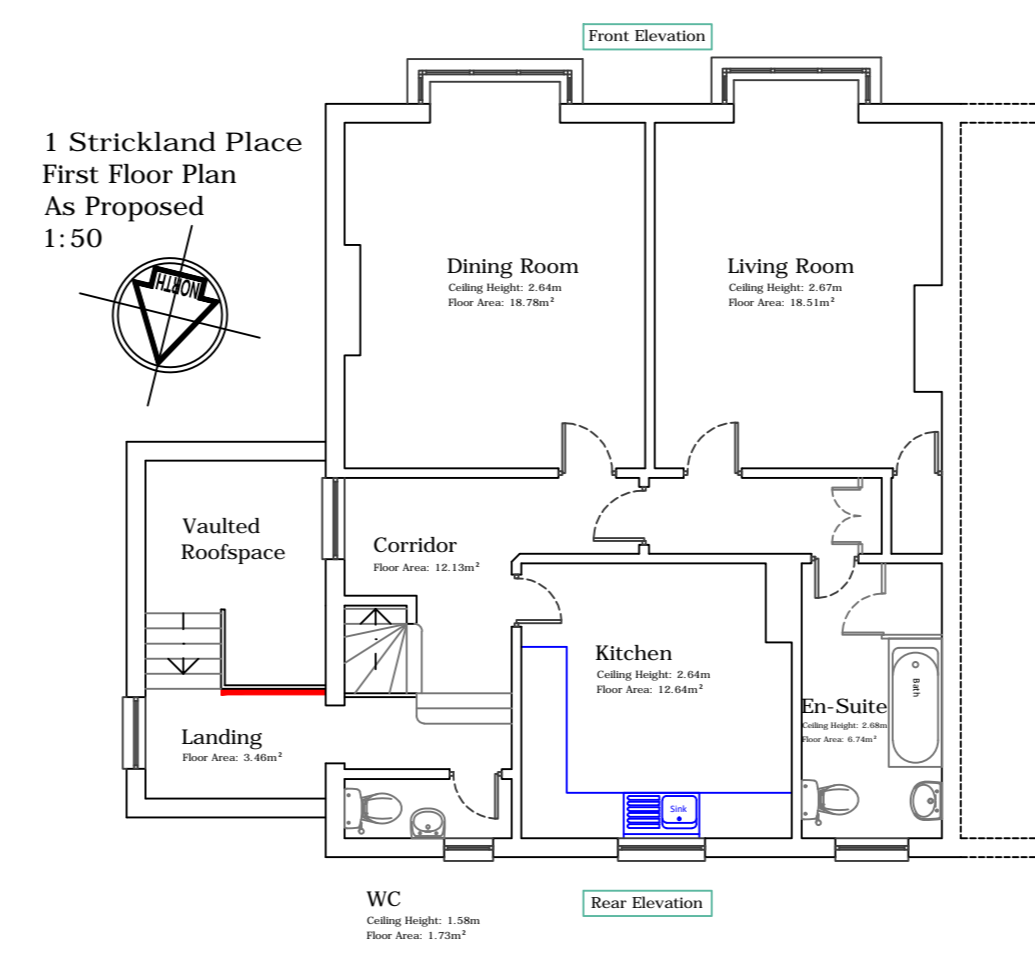 Front Elevation
1 Strickland Place
First Floor Plan
As Proposed
1:50
NORTH
Dining Room
Ceiling Height: 2.64m
Floor Area: 18.78m²
Living Room
Ceiling Height: 2.67m
Floor Area: 18.51m²
Vaulted
Roofspace
Corridor
Floor Area: 12.13m²
Kitchen
Ceiling Height: 2.64m
Floor Area: 12.64m²
Bath
En-Suite
Ceiling Height: 2.68m
Floor Area: 6.74m²
Landing
Floor Area: 3.46m²
Sink
WC
Ceiling Height: 1.58m
Floor Area: 1.73m²
Rear Elevation